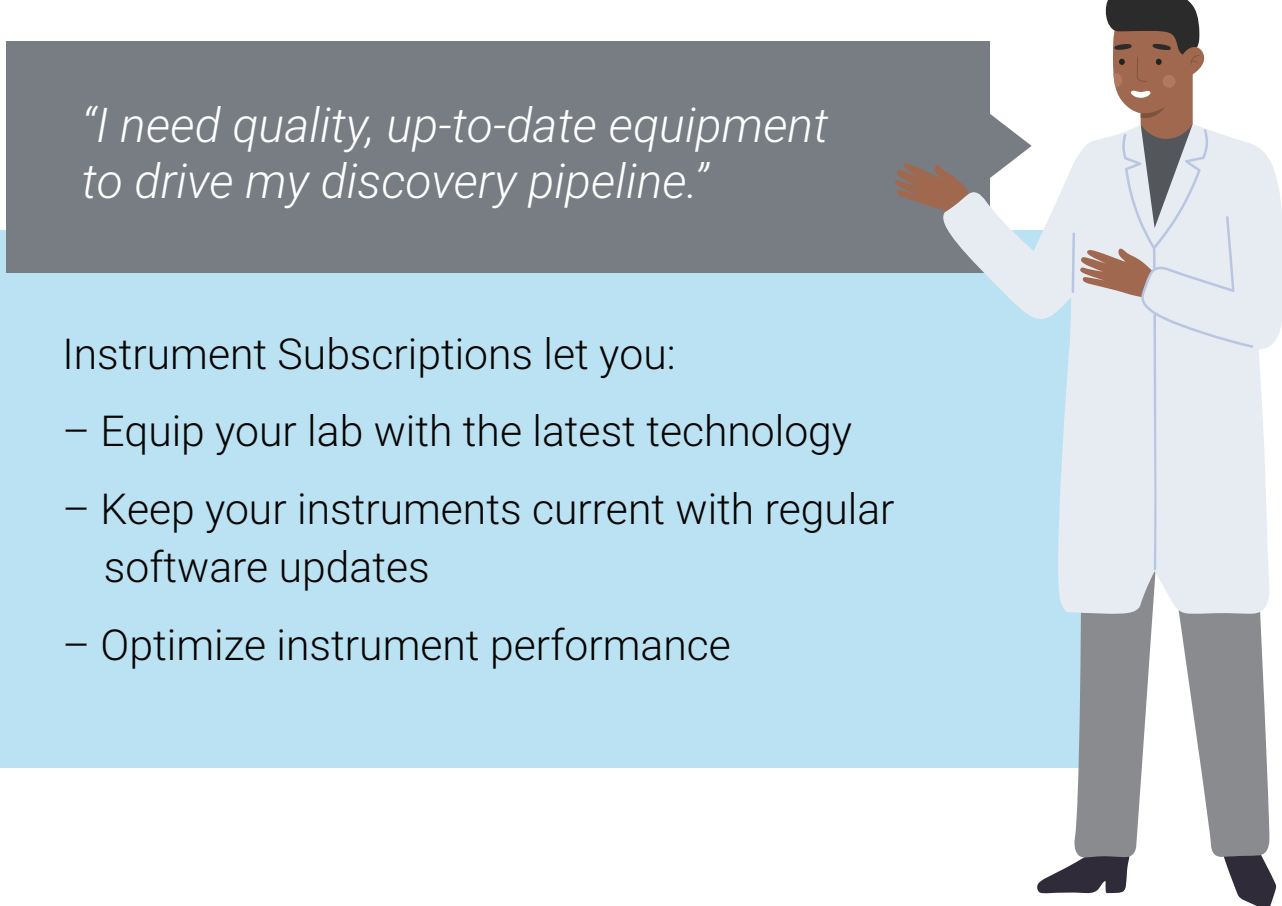 “I need quality, up-to-date equipment
to drive my discovery pipeline.”
Instrument Subscriptions let you:
– Equip your lab with the latest technology
– Keep your instruments current with regular
software updates
– Optimize instrument performance